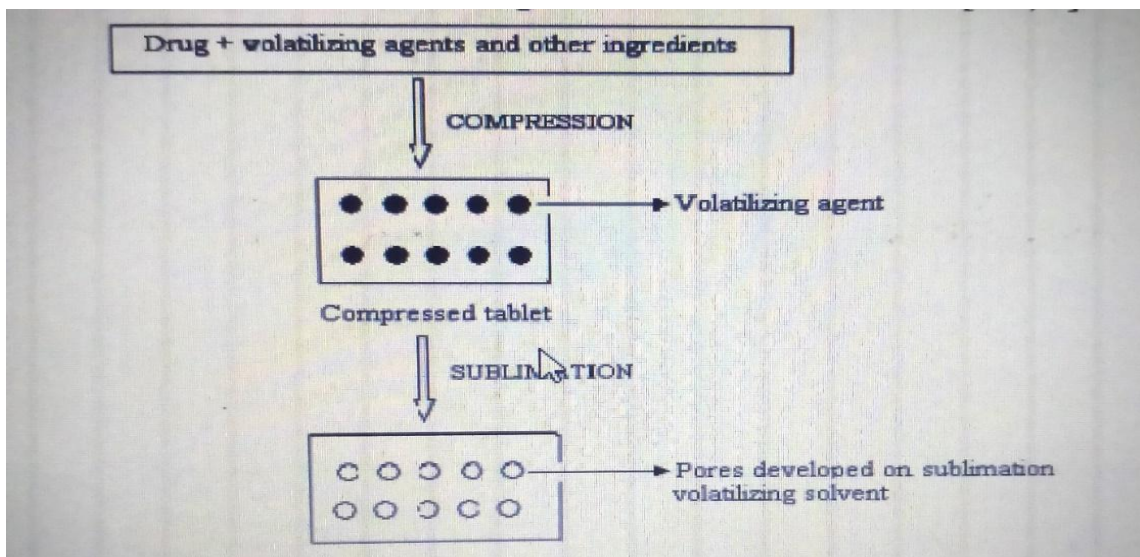 Drug + volatilizing agents and other ingredients
COMPRESSION
Volatilizing agent
Compressed tablet
SUBLIMATION
Pores developed on sublimation
volatilizing solvent